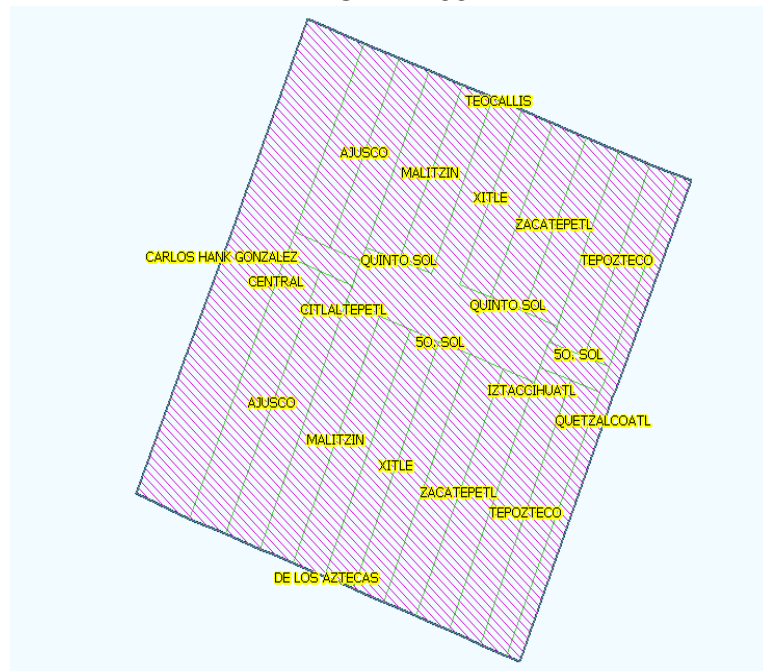 TEOCALLIS
AJUSCO
MALITZIN
XITLE
ZACATEPETL
CARLOS HANK GONZALEZ
QUINTO SOL
TEPOZTECO
CENTRAL
CITLALTEPETL
QUINTO SOL
5O. SOL
5O. SOL
IZTACCIHUATL
AJUSCO
QUETZALCOATL
MALITZIN
XITLE
ZACATEPETL
TEPOZTECO
DE LOS AZTECAS